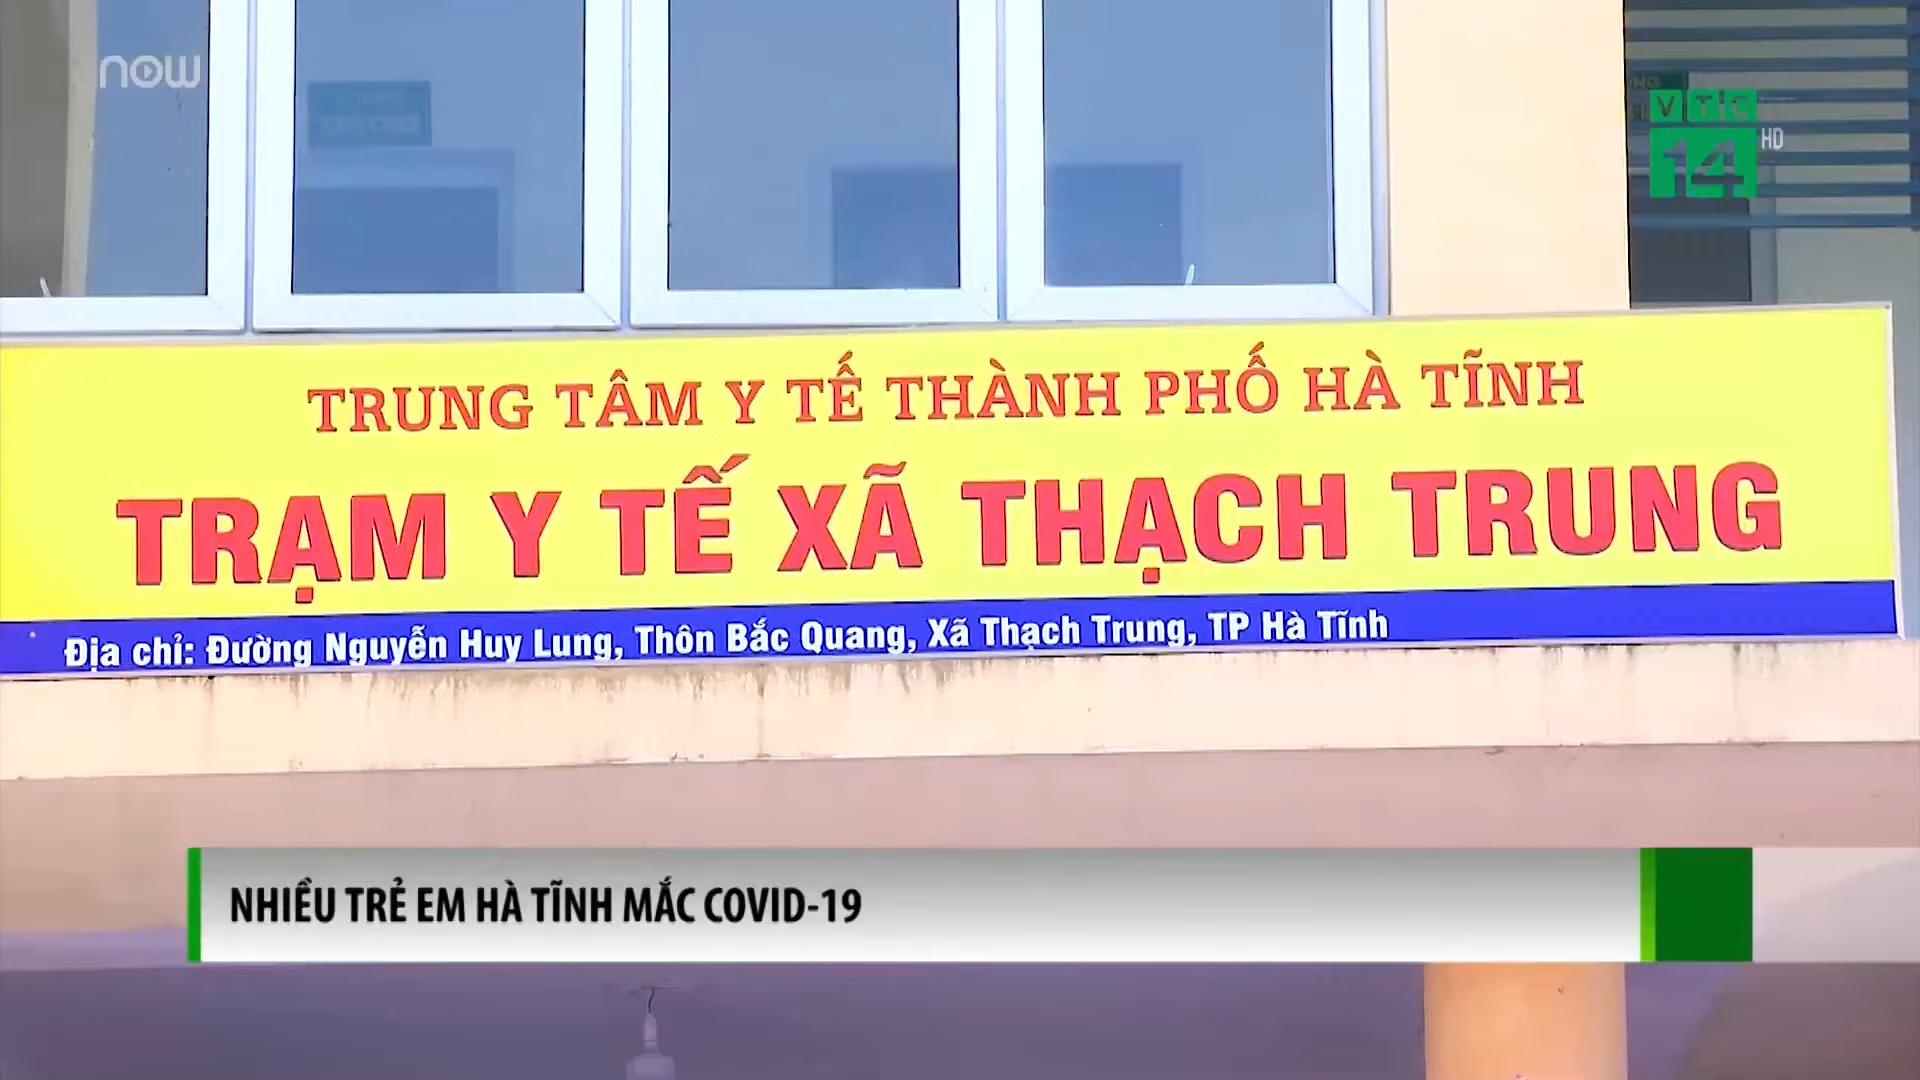 now
VTC
14 HD
TRUNG TÂM Y TẾ THÀNH PHỐ HÀ TĨNH
TRẠM Y TẾ XÃ THẠCH TRUNG
Địa chỉ: Đường Nguyễn Huy Lung, Thôn Bắc Quang, Xã Thạch Trung, TP Hà Tĩnh
NHIỀU TRẺ EM HÀ TĨNH MẮC COVID-19